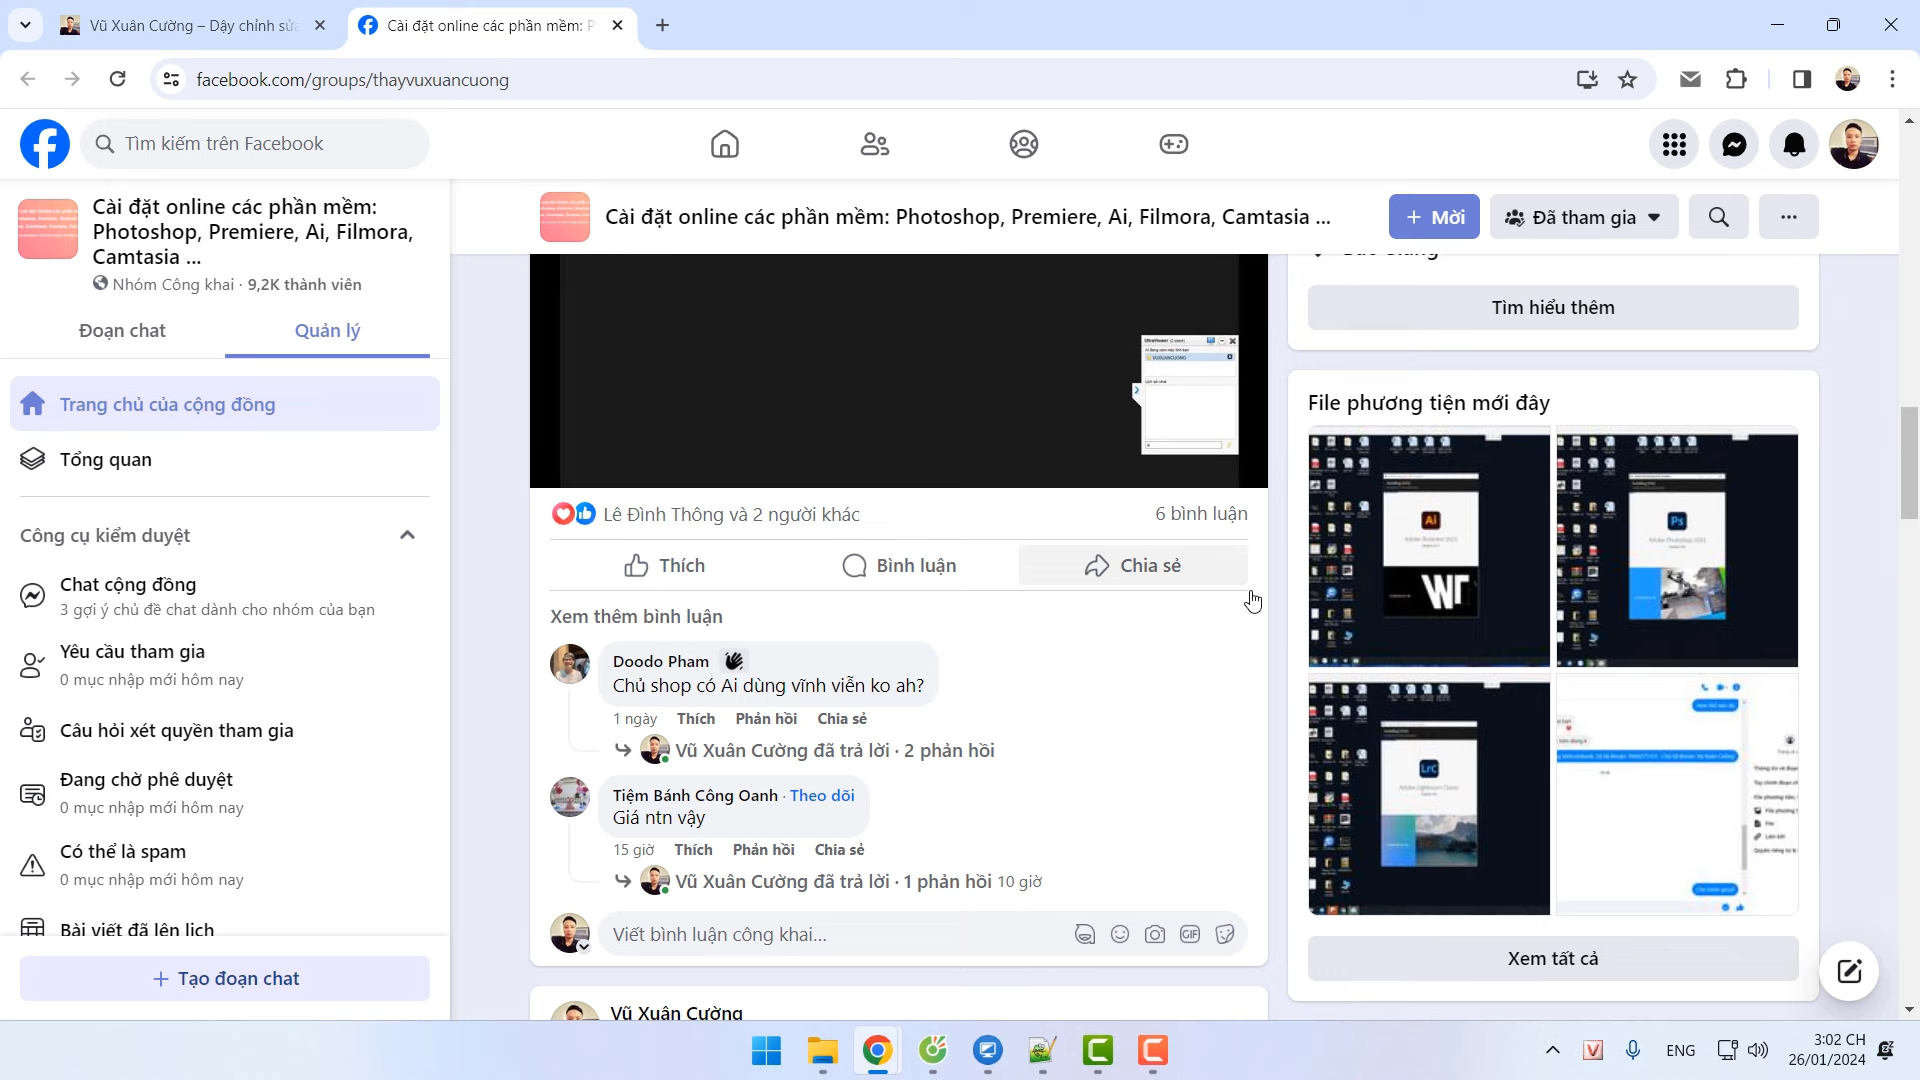 Vũ Xuân Cường – Dậy chỉnh sử
Cài đặt online các phần mềm: P
facebook.com/groups/thayvuxuancuong
Tìm kiếm trên Facebook
Cài đặt online các phần mềm:
Photoshop, Premiere, Ai, Filmora,
Camtasia ...
Nhóm Công khai · 9,2K thành viên
Đoạn chat
Quản lý
Trang chủ của cộng đồng
Tổng quan
Công cụ kiểm duyệt
Chat cộng đồng
3 gợi ý chủ đề chat dành cho nhóm của bạn
Yêu cầu tham gia
0 mục nhập mới hôm nay
Câu hỏi xét quyền tham gia
Đang chờ phê duyệt
0 mục nhập mới hôm nay
Có thể là spam
0 mục nhập mới hôm nay
Bài viết đã lên lịch
+ Tạo đoạn chat
Cài đặt online các phần mềm: Photoshop, Premiere, Ai, Filmora, Camtasia ...
+ Mời
Đã tham gia
UltraViewer
VUXUANCUONG
Lê Đình Thông và 2 người khác
6 bình luận
Thích
Bình luận
Chia sẻ
Xem thêm bình luận
Doodo Pham
Chủ shop có Ai dùng vĩnh viễn ko ah?
1 ngày Thích Phản hồi Chia sẻ
Vũ Xuân Cường đã trả lời · 2 phản hồi
Tiệm Bánh Công Oanh · Theo dõi
Giá ntn vậy
15 giờ Thích Phản hồi Chia sẻ
Vũ Xuân Cường đã trả lời · 1 phản hồi 10 giờ
Viết bình luận công khai...
GIF
Vũ Xuân Cường
Tìm hiểu thêm
File phương tiện mới đây
Ai
Ps
LrC
Xem tất cả
ENG
3:02 CH
26/01/2024